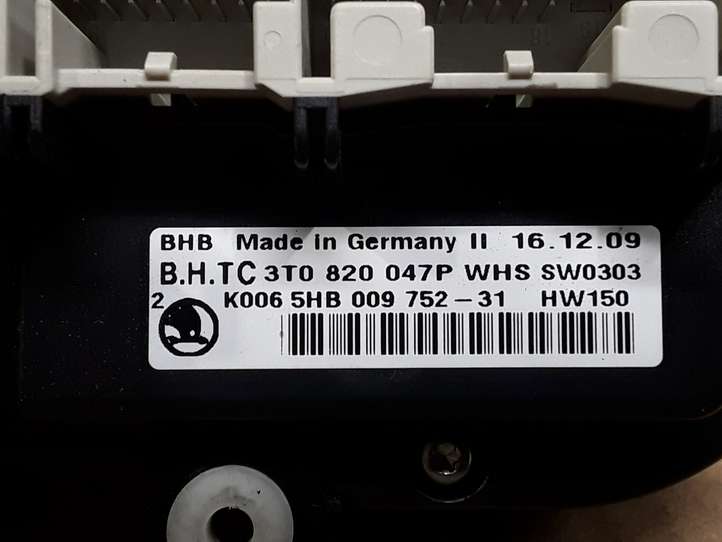 BHB Made in Germany II 16.12.09
B.H.TC 3T0 820 047P WHS SW0303
2 K006 5HB 009 752-31 HW150